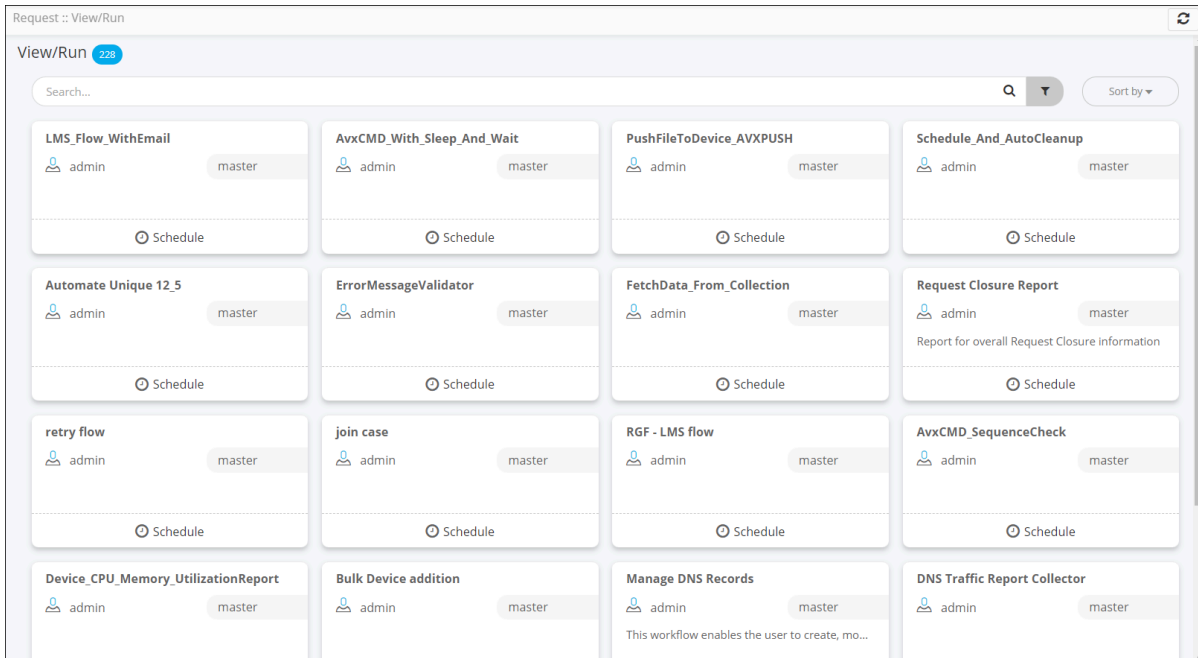 Request :: View/Run
View/Run 228
Search...
Sort by
LMS_Flow_WithEmail
admin
master
Schedule
AvxCMD_With_Sleep_And_Wait
admin
master
Schedule
PushFileToDevice_AVXPUSH
admin
master
Schedule
Schedule_And_AutoCleanup
admin
master
Schedule
Automate Unique 12_5
admin
master
Schedule
ErrorMessageValidator
admin
master
Schedule
FetchData_From_Collection
admin
master
Schedule
Request Closure Report
admin
master
Report for overall Request Closure information
Schedule
retry flow
admin
master
Schedule
join case
admin
master
Schedule
RGF - LMS flow
admin
master
Schedule
AvxCMD_SequenceCheck
admin
master
Schedule
Device_CPU_Memory_UtilizationReport
admin
master
Bulk Device addition
admin
master
Manage DNS Records
admin
master
This workflow enables the user to create, mo...
DNS Traffic Report Collector
admin
master